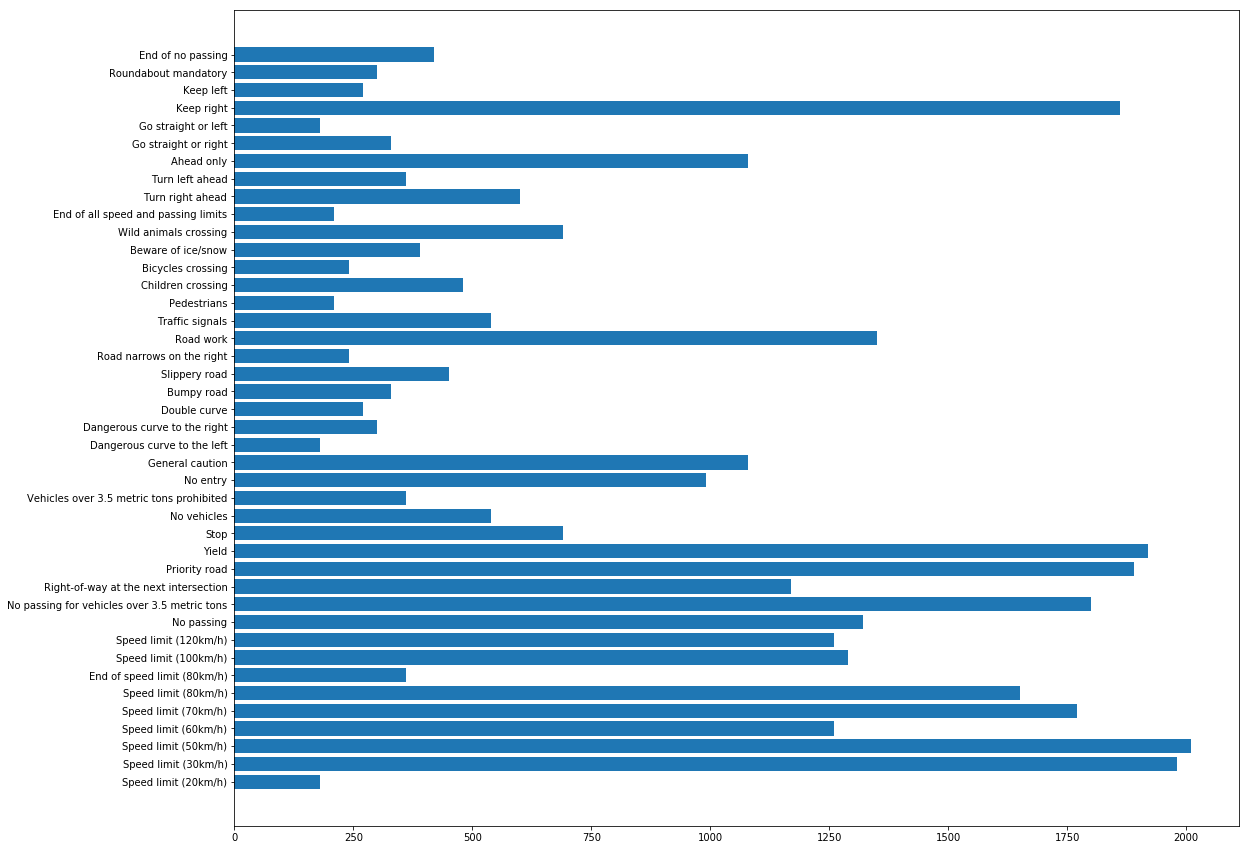 End of no passing
Roundabout mandatory
Keep left
Keep right
Go straight or left
Go straight or right
Ahead only
Turn left ahead
Turn right ahead
End of all speed and passing limits
Wild animals crossing
Beware of ice/snow
Bicycles crossing
Children crossing
Pedestrians
Traffic signals
Road work
Road narrows on the right
Slippery road
Bumpy road
Double curve
Dangerous curve to the right
Dangerous curve to the left
General caution
No entry
Vehicles over 3.5 metric tons prohibited
No vehicles
Stop
Yield
Priority road
Right-of-way at the next intersection
No passing for vehicles over 3.5 metric tons
No passing
Speed limit (120km/h)
Speed limit (100km/h)
End of speed limit (80km/h)
Speed limit (80km/h)
Speed limit (70km/h)
Speed limit (60km/h)
Speed limit (50km/h)
Speed limit (30km/h)
Speed limit (20km/h)
0 250 500 750 1000 1250 1500 1750 2000